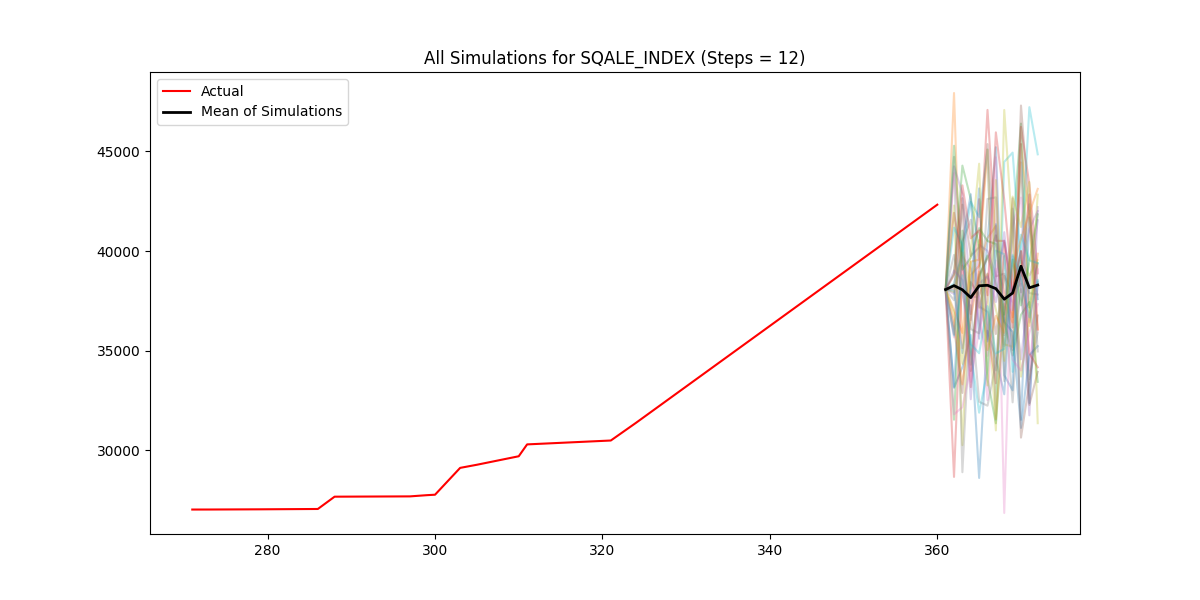 All Simulations for SQALE_INDEX (Steps = 12)
Actual
Mean of Simulations
45000
40000
35000
30000
280 300 320 340 360